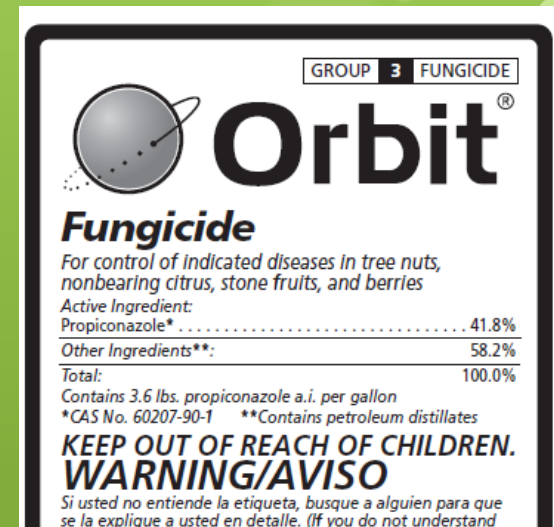 GROUP 3 FUNGICIDE
Orbit®
Fungicide
For control of indicated diseases in tree nuts,
nonbearing citrus, stone fruits, and berries
Active Ingredient:
Propiconazole* . . . . . . . . . . . . . . . . . . . . . . . . . . . . . . . . . 41.8%
Other Ingredients**: 58.2%
Total: 100.0%
Contains 3.6 lbs. propiconazole a.i. per gallon
*CAS No. 60207-90-1 **Contains petroleum distillates
KEEP OUT OF REACH OF CHILDREN.
WARNING/AVISO
Si usted no entiende la etiqueta, busque a alguien para que
se la explique a usted en detalle. (If you do not understand